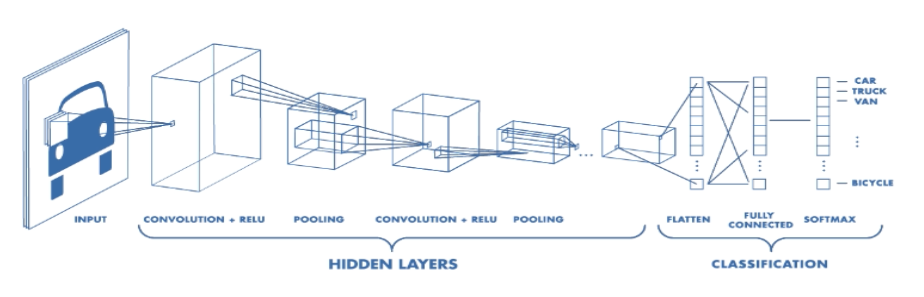 CAR
TRUCK
VAN
BICYCLE
INPUT
CONVOLUTION + RELU
POOLING
CONVOLUTION + RELU
POOLING
FLATTEN
FULLY
CONNECTED
SOFTMAX
HIDDEN LAYERS
CLASSIFICATION